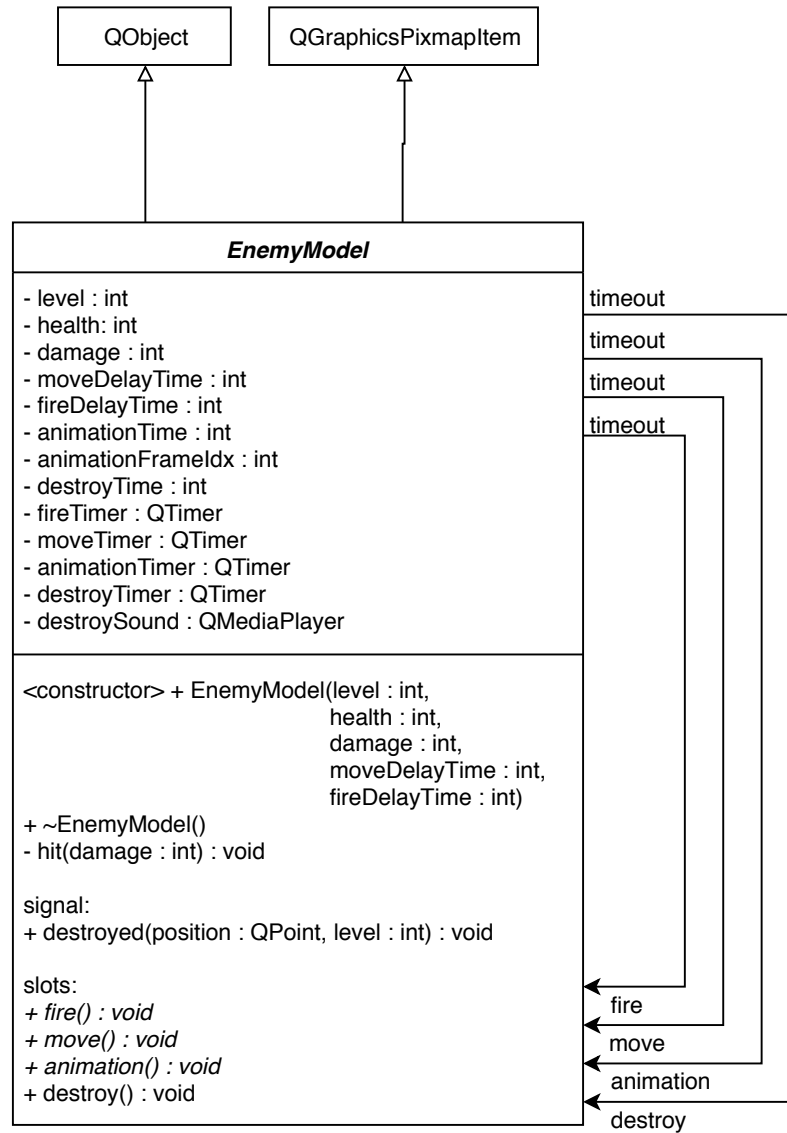 QObject
QGraphicsPixmapItem
EnemyModel
- level : int
- health: int
- damage : int
- moveDelayTime : int
- fireDelayTime : int
- animationTime : int
- animationFrameIdx : int
- destroyTime : int
- fireTimer : QTimer
- moveTimer : QTimer
- animationTimer : QTimer
- destroyTimer : QTimer
- destroySound : QMediaPlayer
timeout
timeout
timeout
timeout
<constructor> + EnemyModel(level : int,
health : int,
damage : int,
moveDelayTime : int,
fireDelayTime : int)
+ ~EnemyModel()
- hit(damage : int) : void
signal:
+ destroyed(position : QPoint, level : int) : void
slots:
+ fire() : void
+ move() : void
+ animation() : void
+ destroy() : void
fire
move
animation
destroy